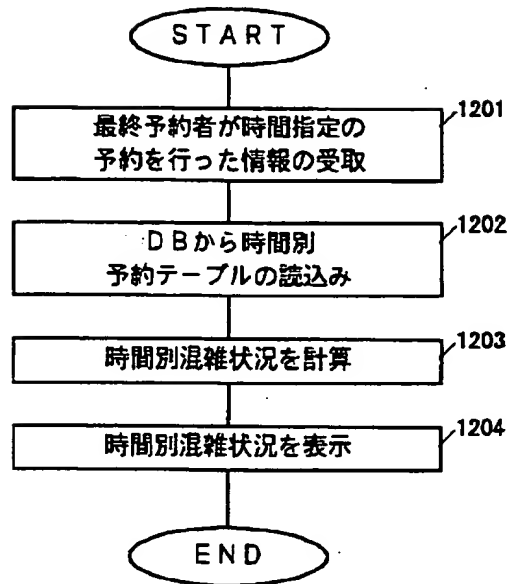 START
1201
最終予約者が時間指定の
予約を行った情報の受取
1202
DBから時間別
予約テーブルの読込み
1203
時間別混雑状況を計算
1204
時間別混雑状況を表示
END